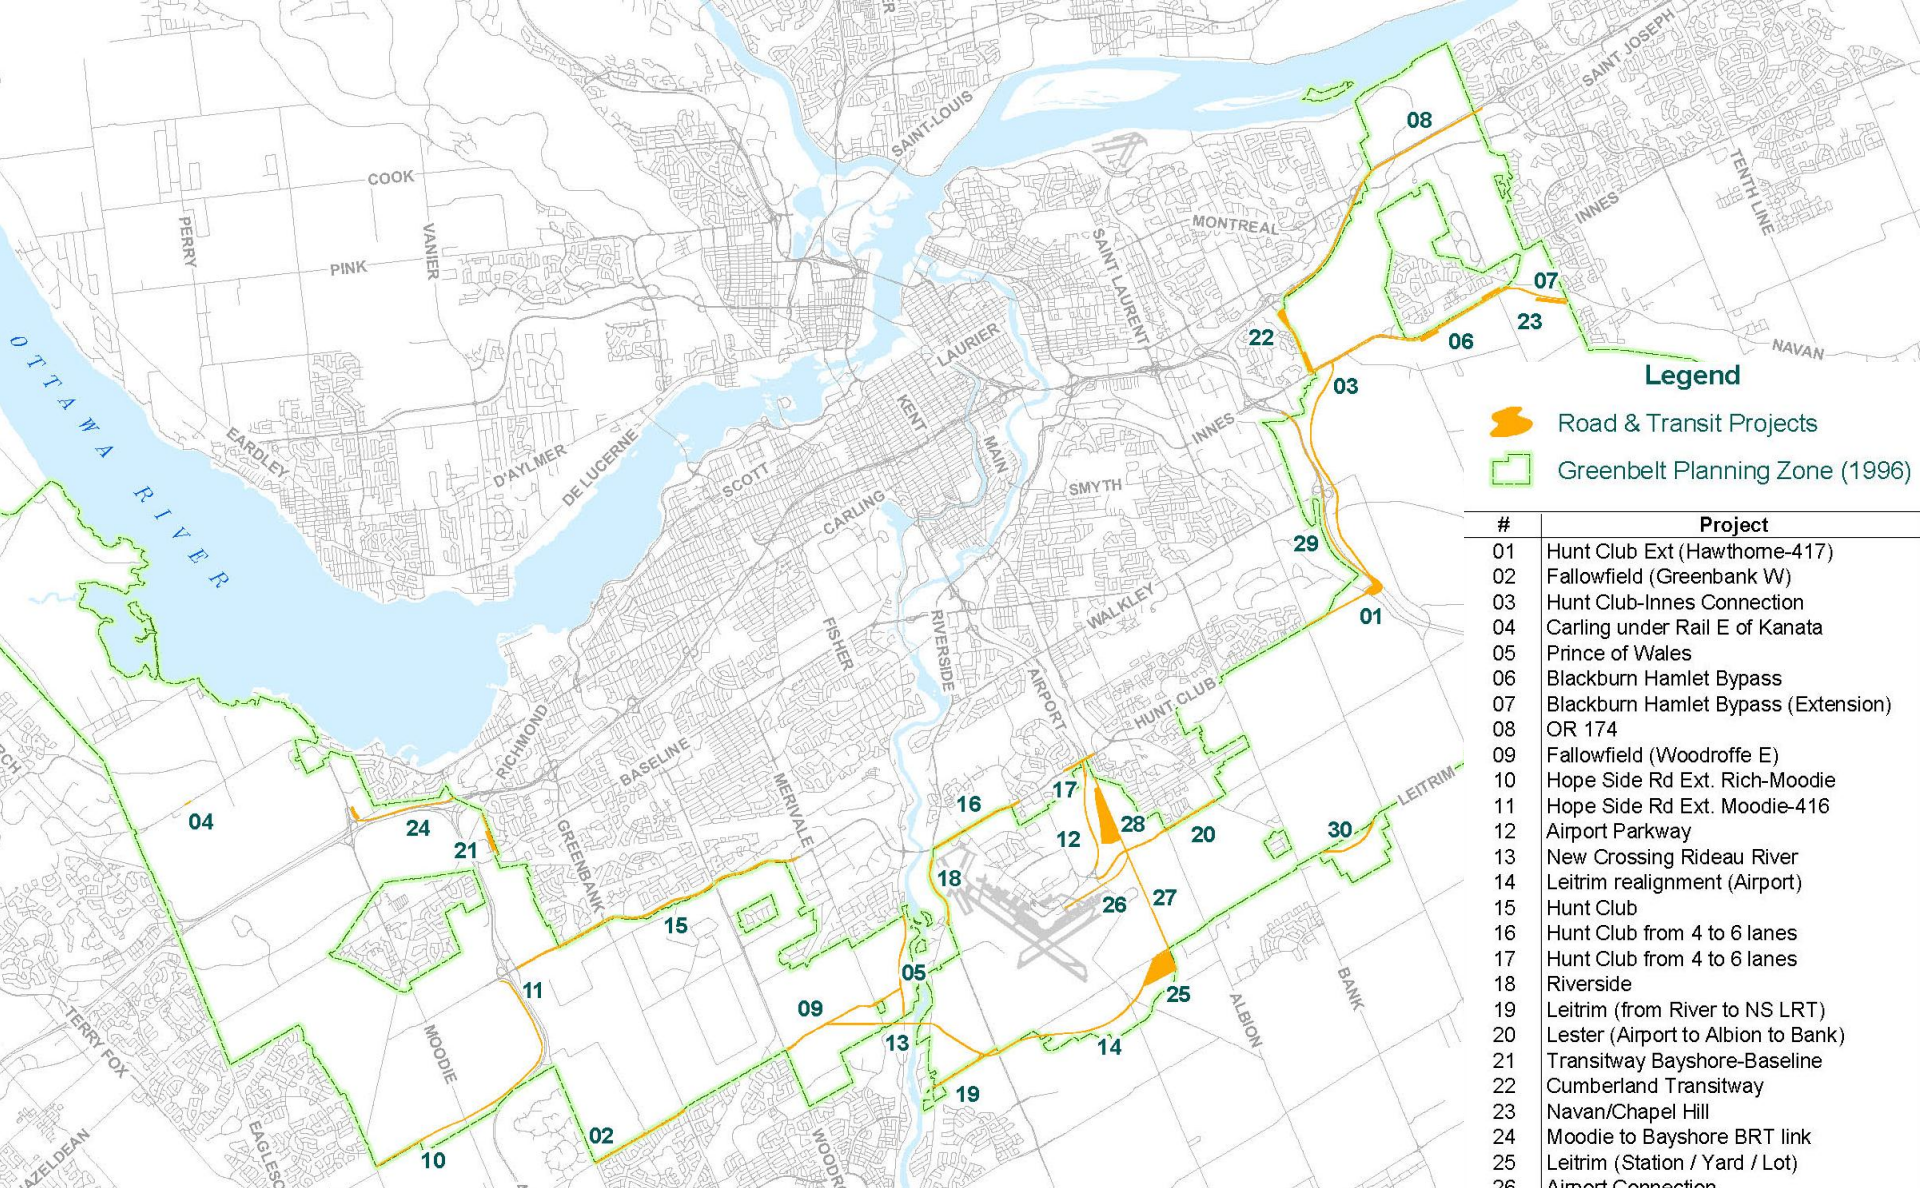 SAINT JOSEPH
SAINT-LOUIS
08
TENTH LINE
COOK
PERRY
VANIER
PINK
MONTREAL
SAINT LAURENT
INNES
07
23
22
06
NAVAN
03
LAURIER
KENT
MAIN
INNES
OTTAWA RIVER
EARDLEY
D'AYLMER
DE LUCERNE
SCOTT
CARLING
SMYTH
29
01
WALKLEY
FISHER
RIVERSIDE
AIRPORT
HUNT CLUB
RICHMOND
BASELINE
MERIVALE
LEITRIM
04
24
21
16
17
12
28
20
30
GREENBANK
18
26
27
15
11
05
25
09
13
14
19
ALBION
BANK
TERRY FOX
MOODIE
02
10
Legend
Road & Transit Projects
Greenbelt Planning Zone (1996)
# Project
01 Hunt Club Ext (Hawthorne-417)
02 Fallowfield (Greenbank W)
03 Hunt Club-Innes Connection
04 Carling under Rail E of Kanata
05 Prince of Wales
06 Blackburn Hamlet Bypass
07 Blackburn Hamlet Bypass (Extension)
08 OR 174
09 Fallowfield (Woodroffe E)
10 Hope Side Rd Ext. Rich-Moodie
11 Hope Side Rd Ext. Moodie-416
12 Airport Parkway
13 New Crossing Rideau River
14 Leitrim realignment (Airport)
15 Hunt Club
16 Hunt Club from 4 to 6 lanes
17 Hunt Club from 4 to 6 lanes
18 Riverside
19 Leitrim (from River to NS LRT)
20 Lester (Airport to Albion to Bank)
21 Transitway Bayshore-Baseline
22 Cumberland Transitway
23 Navan/Chapel Hill
24 Moodie to Bayshore BRT link
25 Leitrim (Station / Yard / Lot)
26 Airport Connection